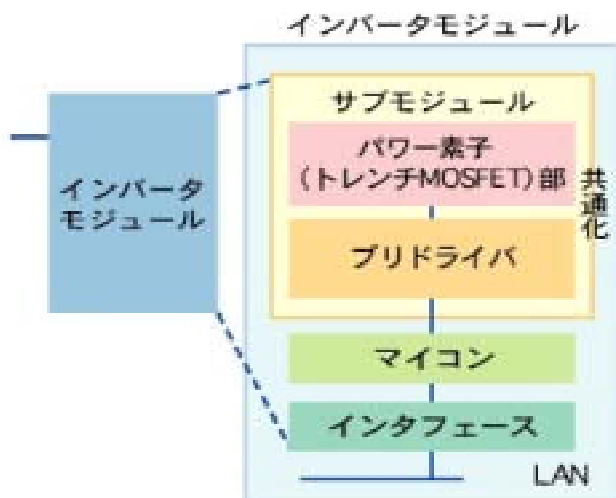 インバータモジュール
サブモジュール
パワー素子
（トレンチMOSFET）部
共通化
インバータ
モジュール
プリドライバ
マイコン
インタフェース
LAN